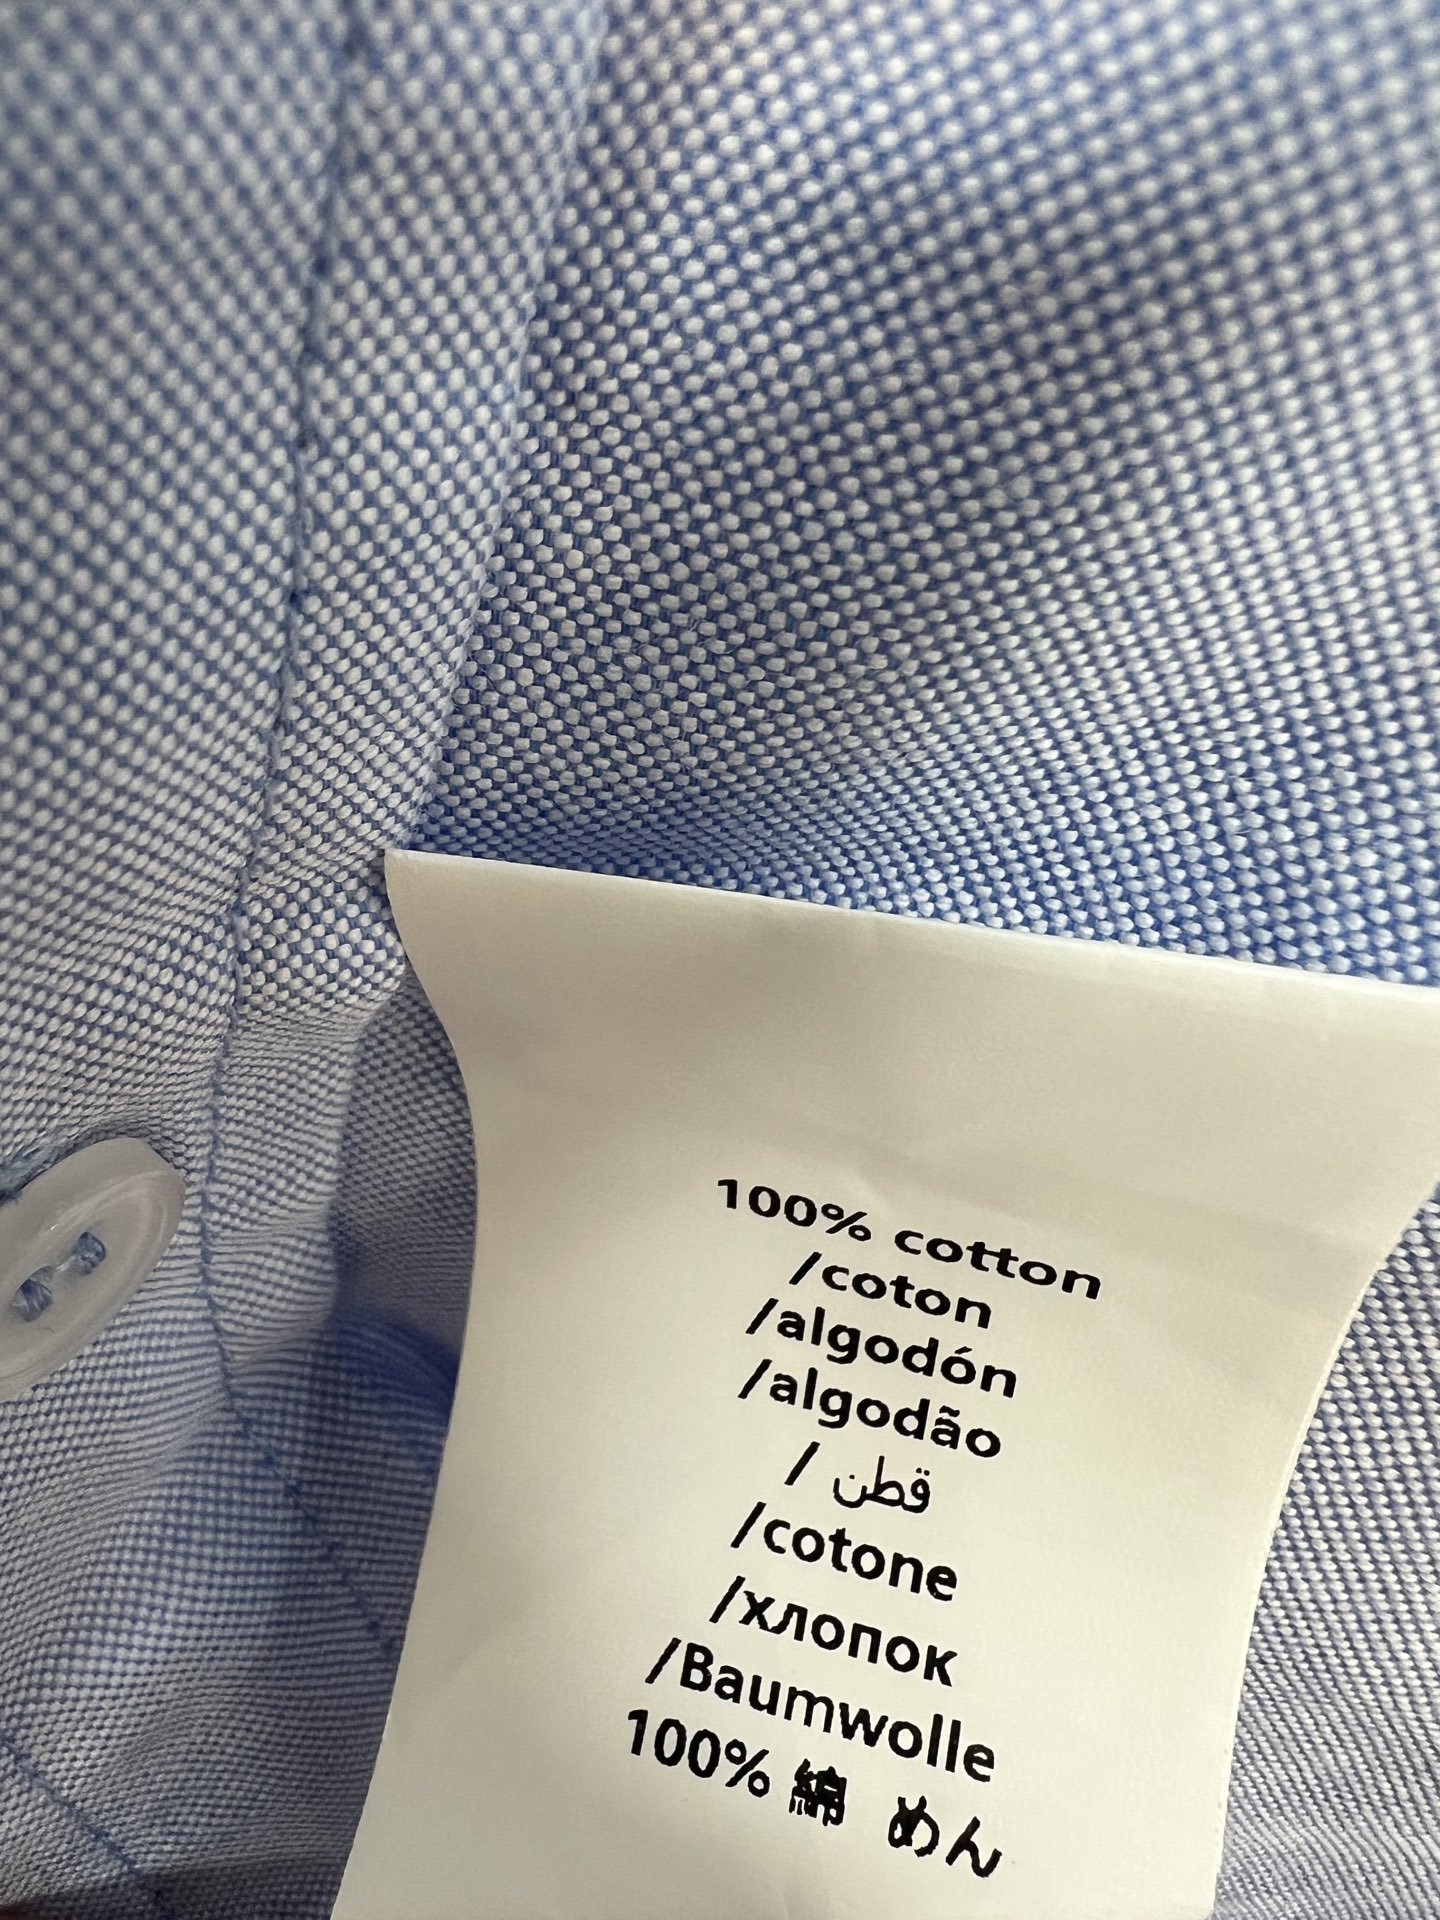 100% cotton
/coton
/algodón
/algodão
/ قطن
/cotone
/хлопок
/Baumwolle
100% 綿 めん